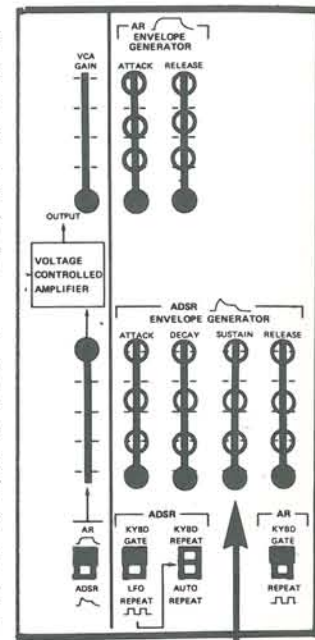 AR
ENVELOPE
GENERATOR
VCA
GAIN
ATTACK RELEASE
OUTPUT
VOLTAGE
CONTROLLED
AMPLIFIER
ADSR
ENVELOPE GENERATOR
ATTACK DECAY SUSTAIN RELEASE
AR
ADSR
ADSR
KYBD
GATE
KYBD
REPEAT
LFO
REPEAT
AUTO
REPEAT
AR
KYBD
GATE
REPEAT